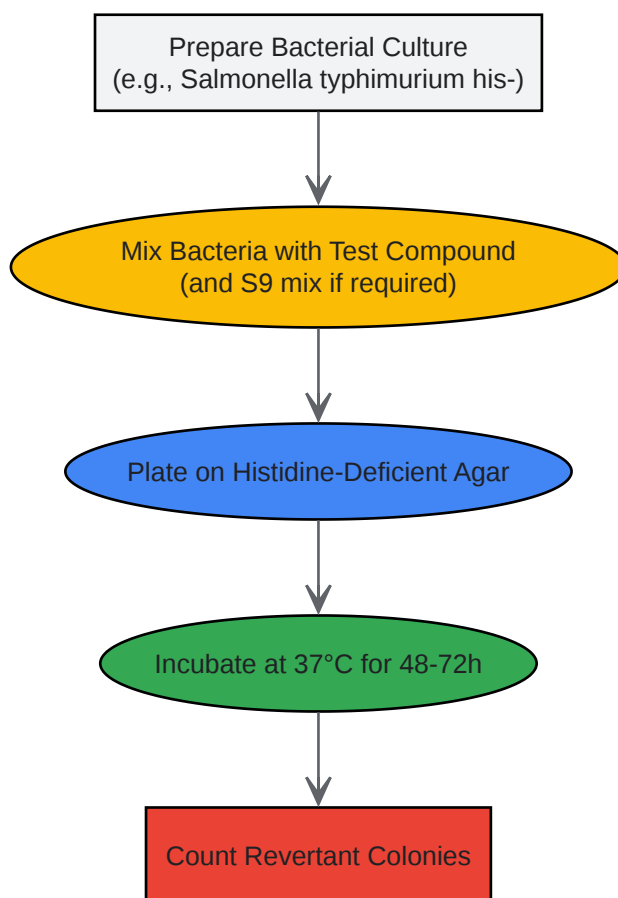 Prepare Bacterial Culture
(e.g., Salmonella typhimurium his-)
Mix Bacteria with Test Compound
(and S9 mix if required)
Plate on Histidine-Deficient Agar
Incubate at 37°C for 48-72h
Count Revertant Colonies